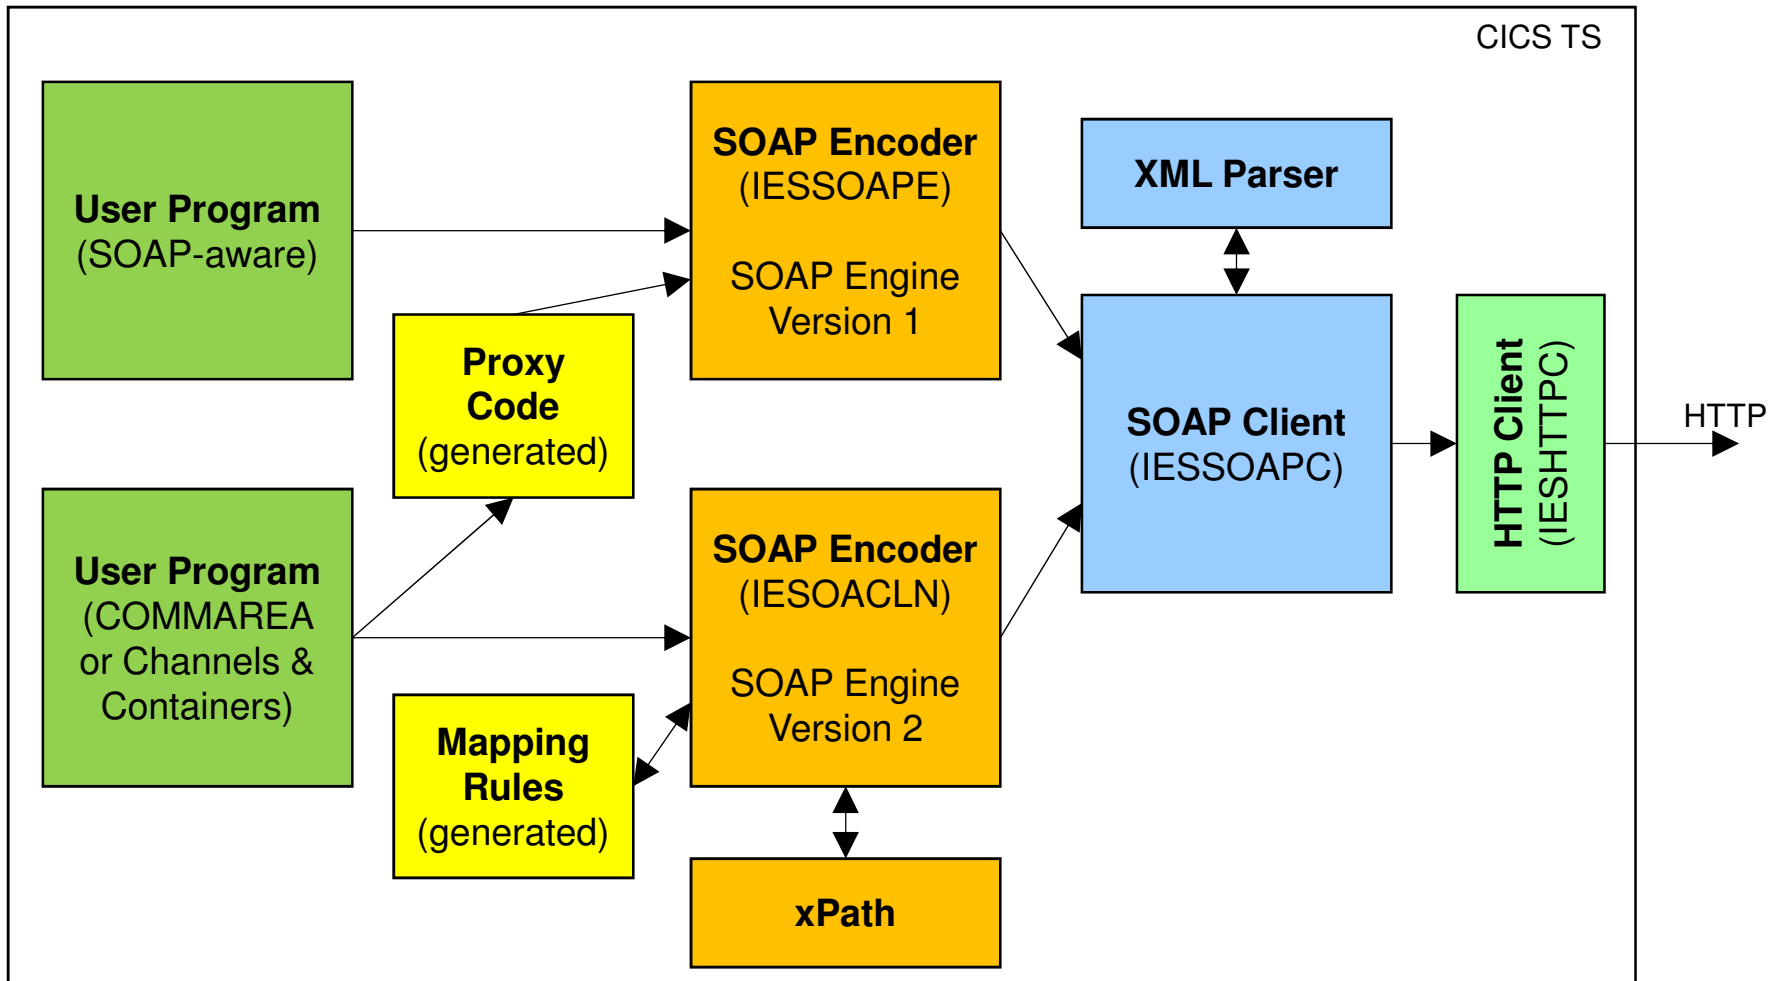 CICS TS
User Program
(SOAP-aware)
SOAP Encoder
(IESSOAPE)
SOAP Engine
Version 1
XML Parser
Proxy
Code
(generated)
SOAP Client
(IESSOAPC)
HTTP Client
(IESHTTPC)
HTTP
User Program
(COMMAREA
or Channels &
Containers)
SOAP Encoder
(IESOACLN)
SOAP Engine
Version 2
Mapping
Rules
(generated)
xPath